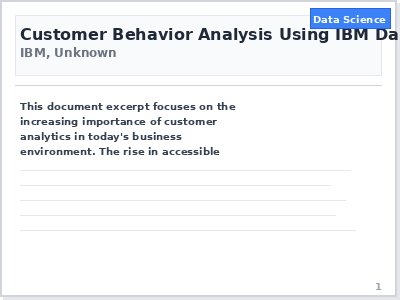 Data Science
Customer Behavior Analysis Using IBM Da
IBM, Unknown
This document excerpt focuses on the
increasing importance of customer
analytics in today's business
environment. The rise in accessible
1